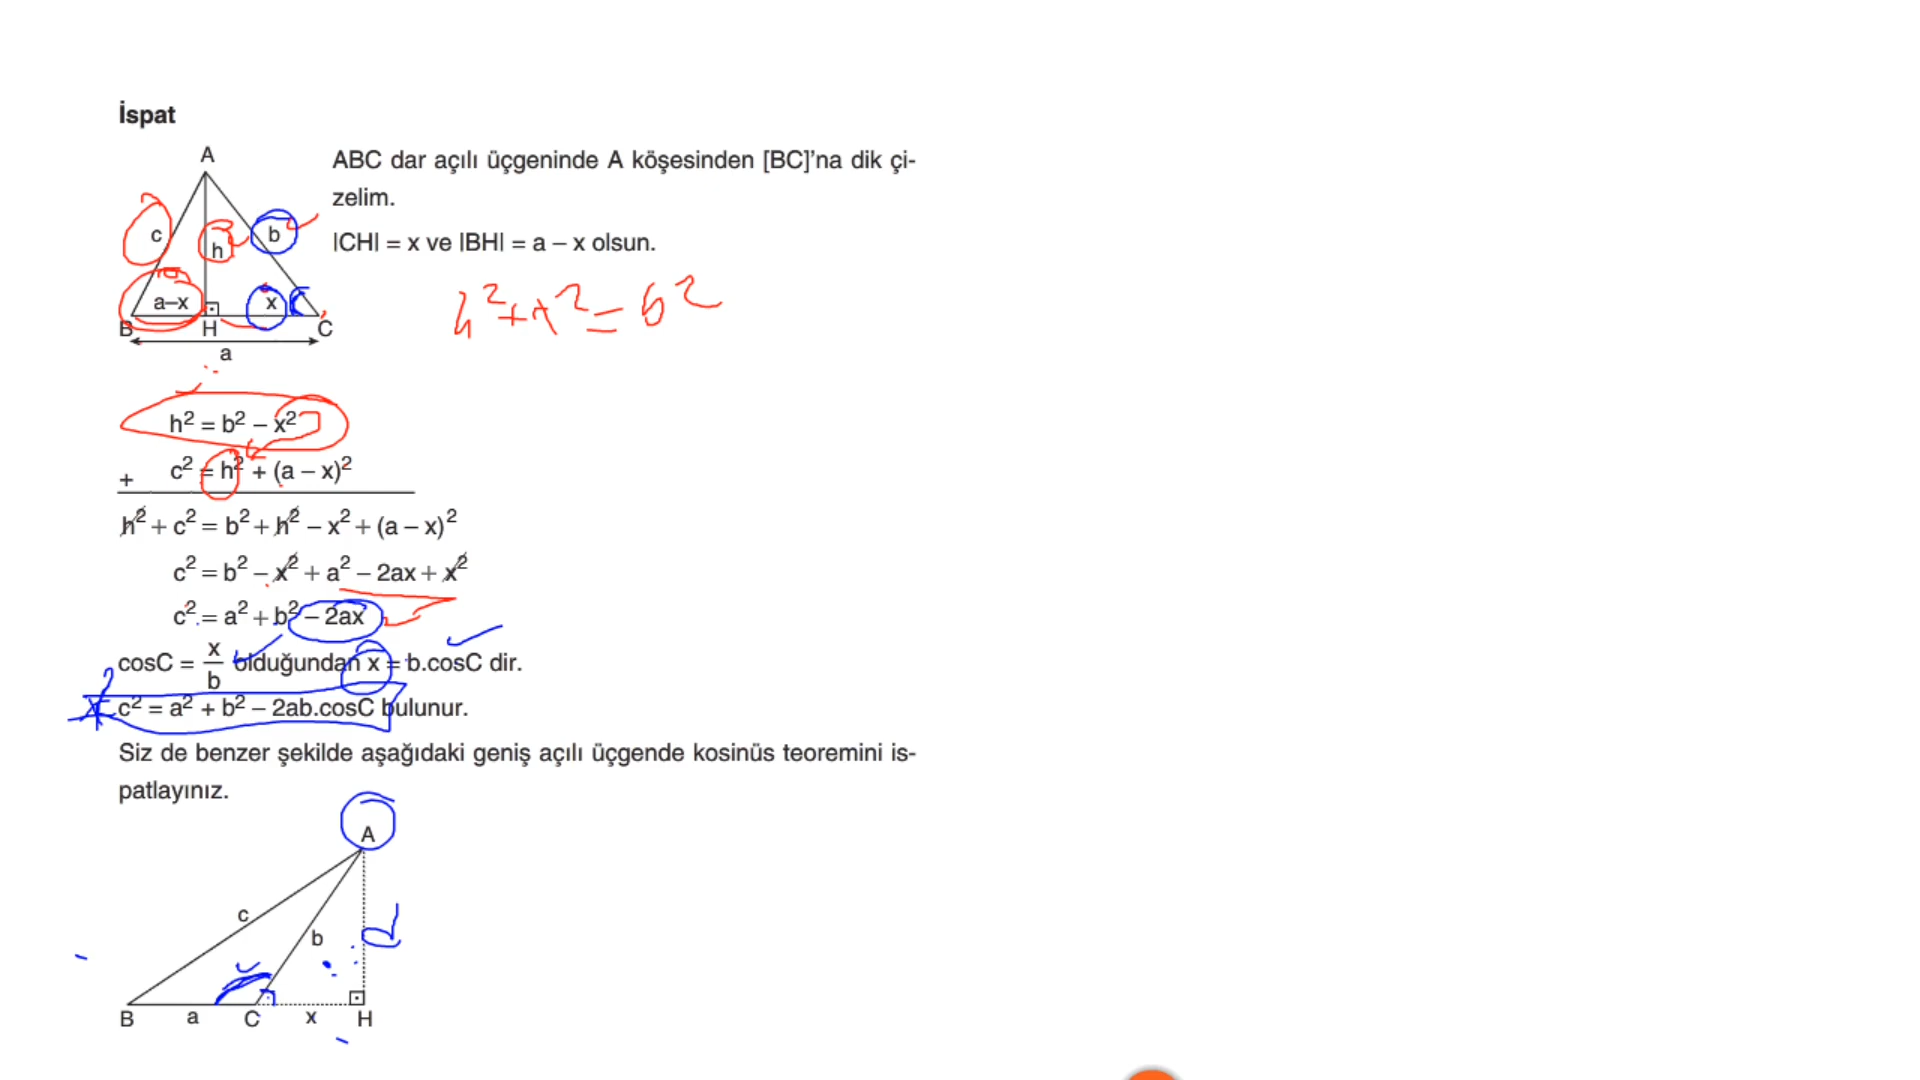 İspat
A
ABC dar açılı üçgeninde A köşesinden [BC]'na dik çi-
zelim.
c
h
b
|CH| = x ve |BH| = a – x olsun.
a–x
x
B
H
C
a
h²+x²=b²
h² = b² – x²
+ c² = h² + (a – x)²
h² + c² = b² + h² – x² + (a – x)²
c² = b² – x² + a² – 2ax + x²
c² = a² + b² – 2ax
cosC = x/b olduğundan x = b.cosC dir.
c² = a² + b² – 2ab.cosC bulunur.
Siz de benzer şekilde aşağıdaki geniş açılı üçgende kosinüs teoremini is-
patlayınız.
A
c
b
B
a
C
x
H